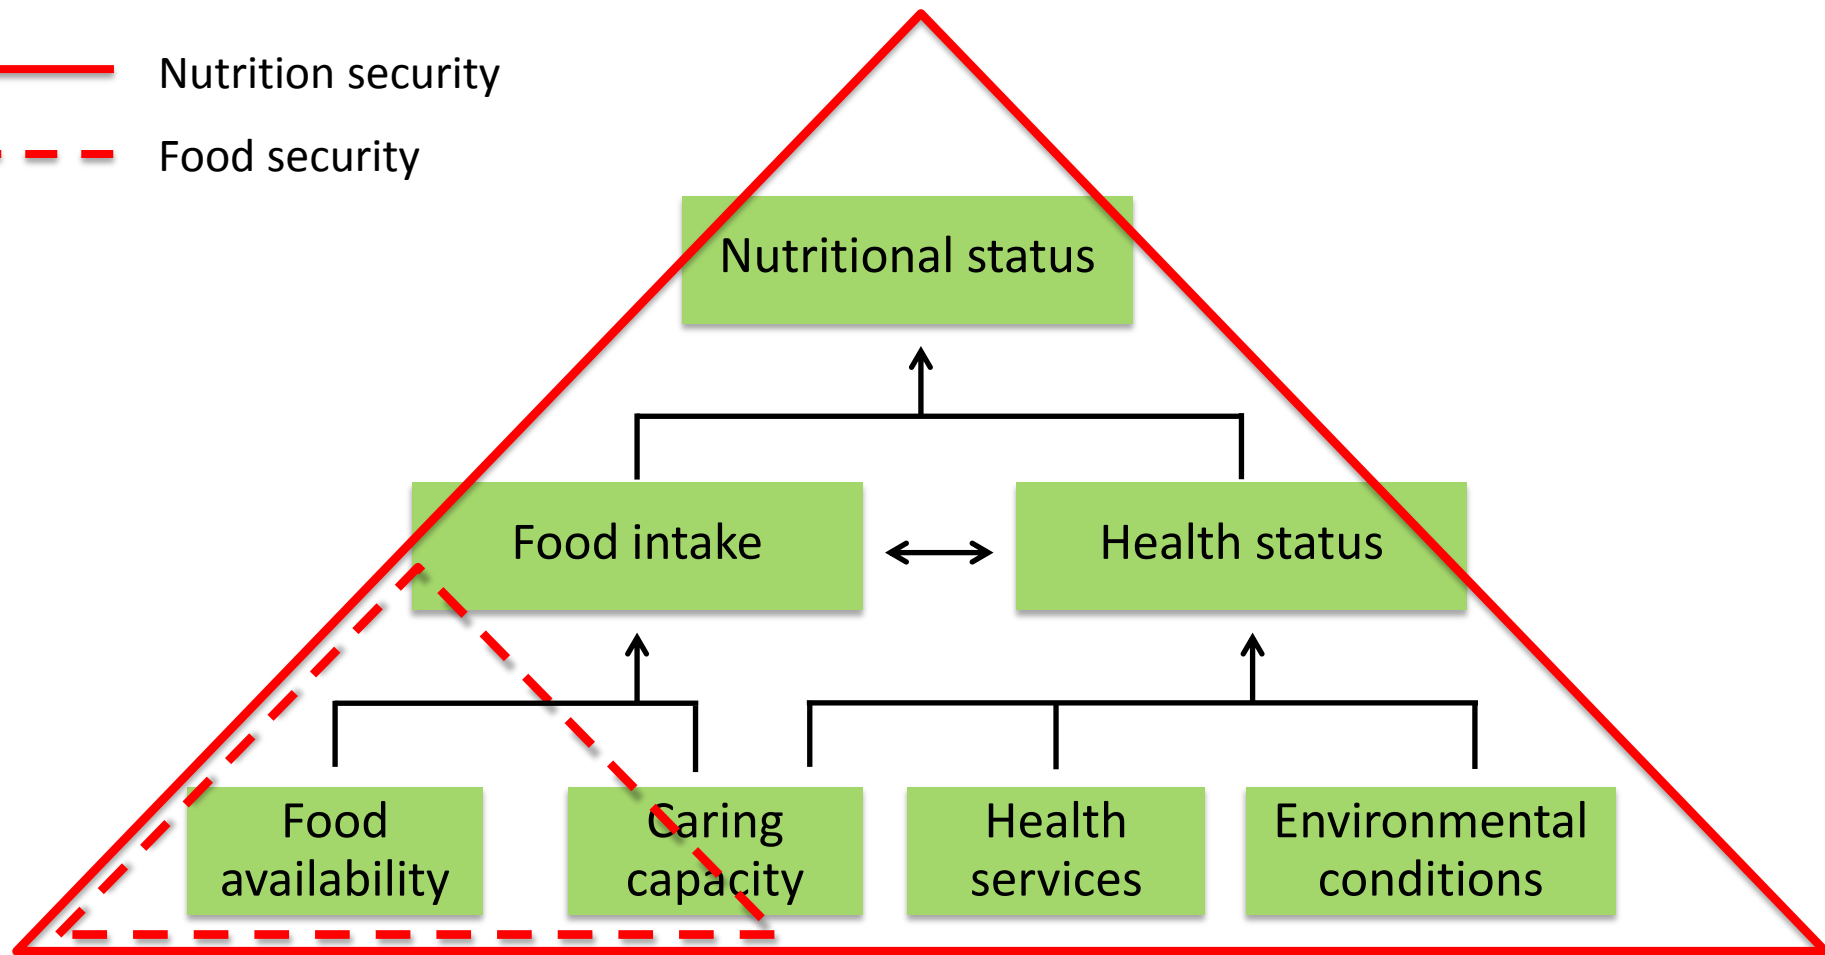 Nutrition security
Food security
Nutritional status
Food intake
Health status
Food
availability
Caring
capacity
Health
services
Environmental
conditions